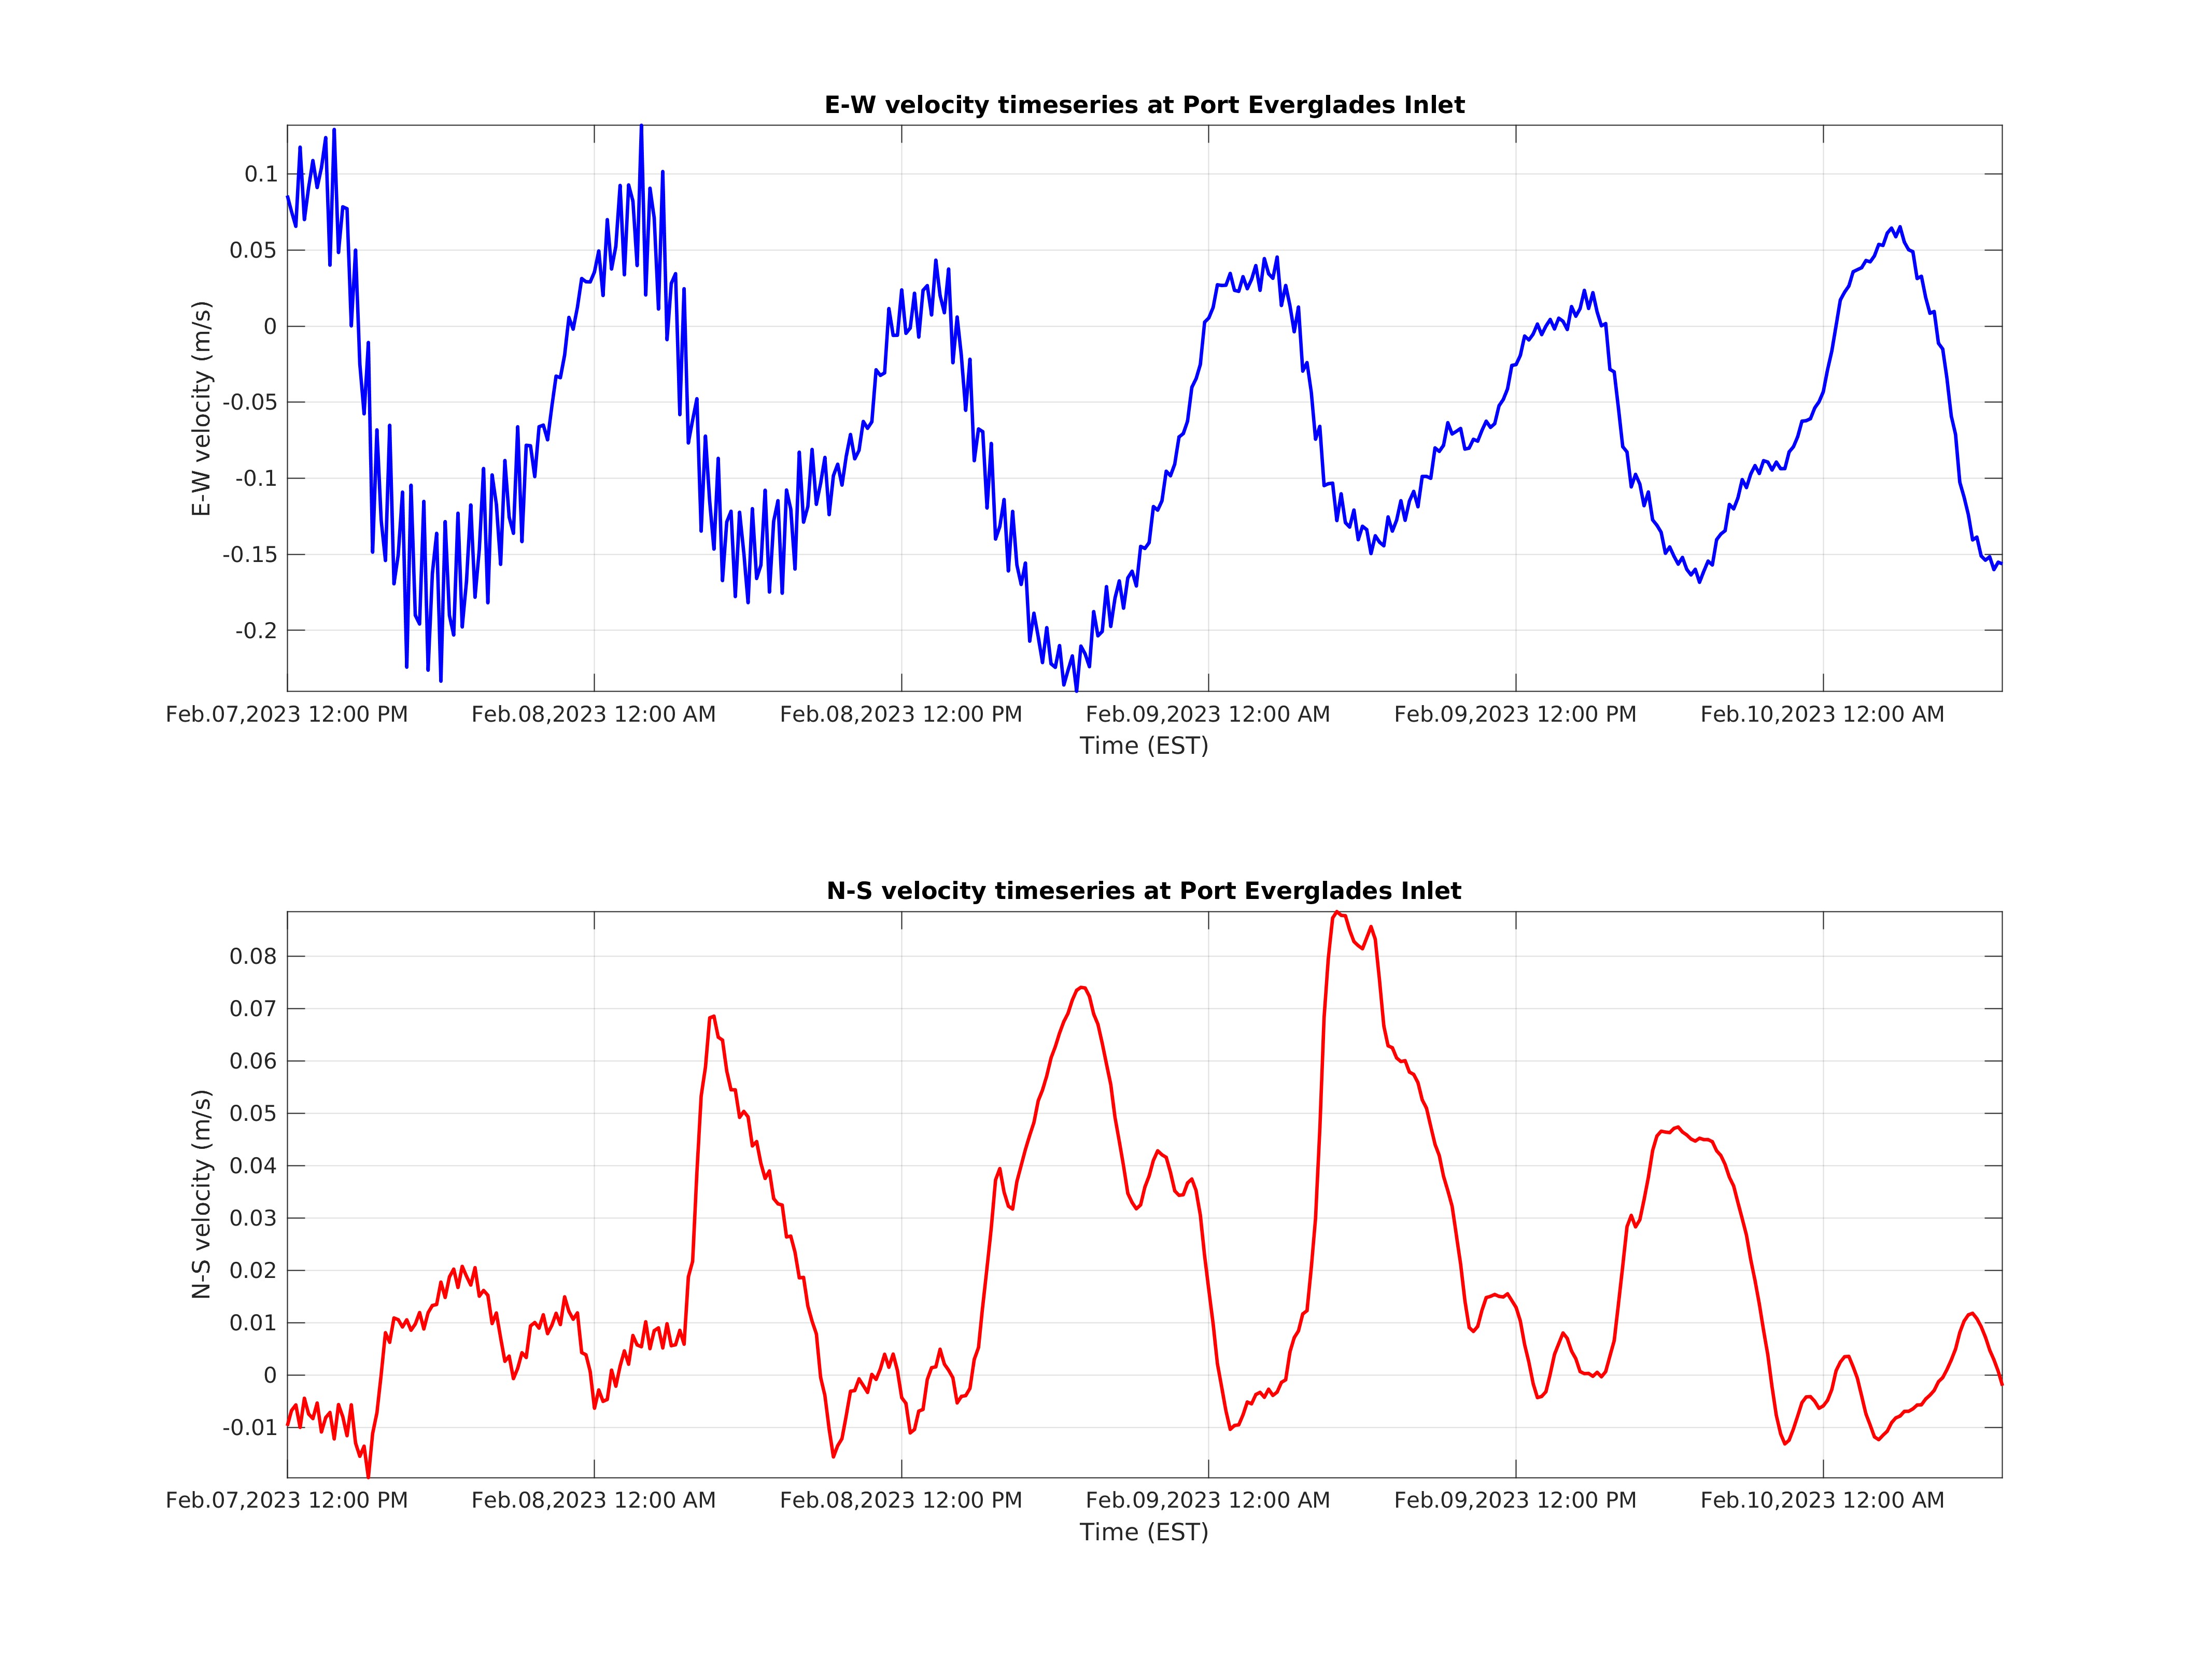 E-W velocity timeseries at Port Everglades Inlet
E-W velocity (m/s)
0.1
0.05
0
-0.05
-0.1
-0.15
-0.2
Feb.07,2023 12:00 PM Feb.08,2023 12:00 AM Feb.08,2023 12:00 PM Feb.09,2023 12:00 AM Feb.09,2023 12:00 PM Feb.10,2023 12:00 AM
Time (EST)
N-S velocity timeseries at Port Everglades Inlet
N-S velocity (m/s)
0.08
0.07
0.06
0.05
0.04
0.03
0.02
0.01
0
-0.01
Feb.07,2023 12:00 PM Feb.08,2023 12:00 AM Feb.08,2023 12:00 PM Feb.09,2023 12:00 AM Feb.09,2023 12:00 PM Feb.10,2023 12:00 AM
Time (EST)